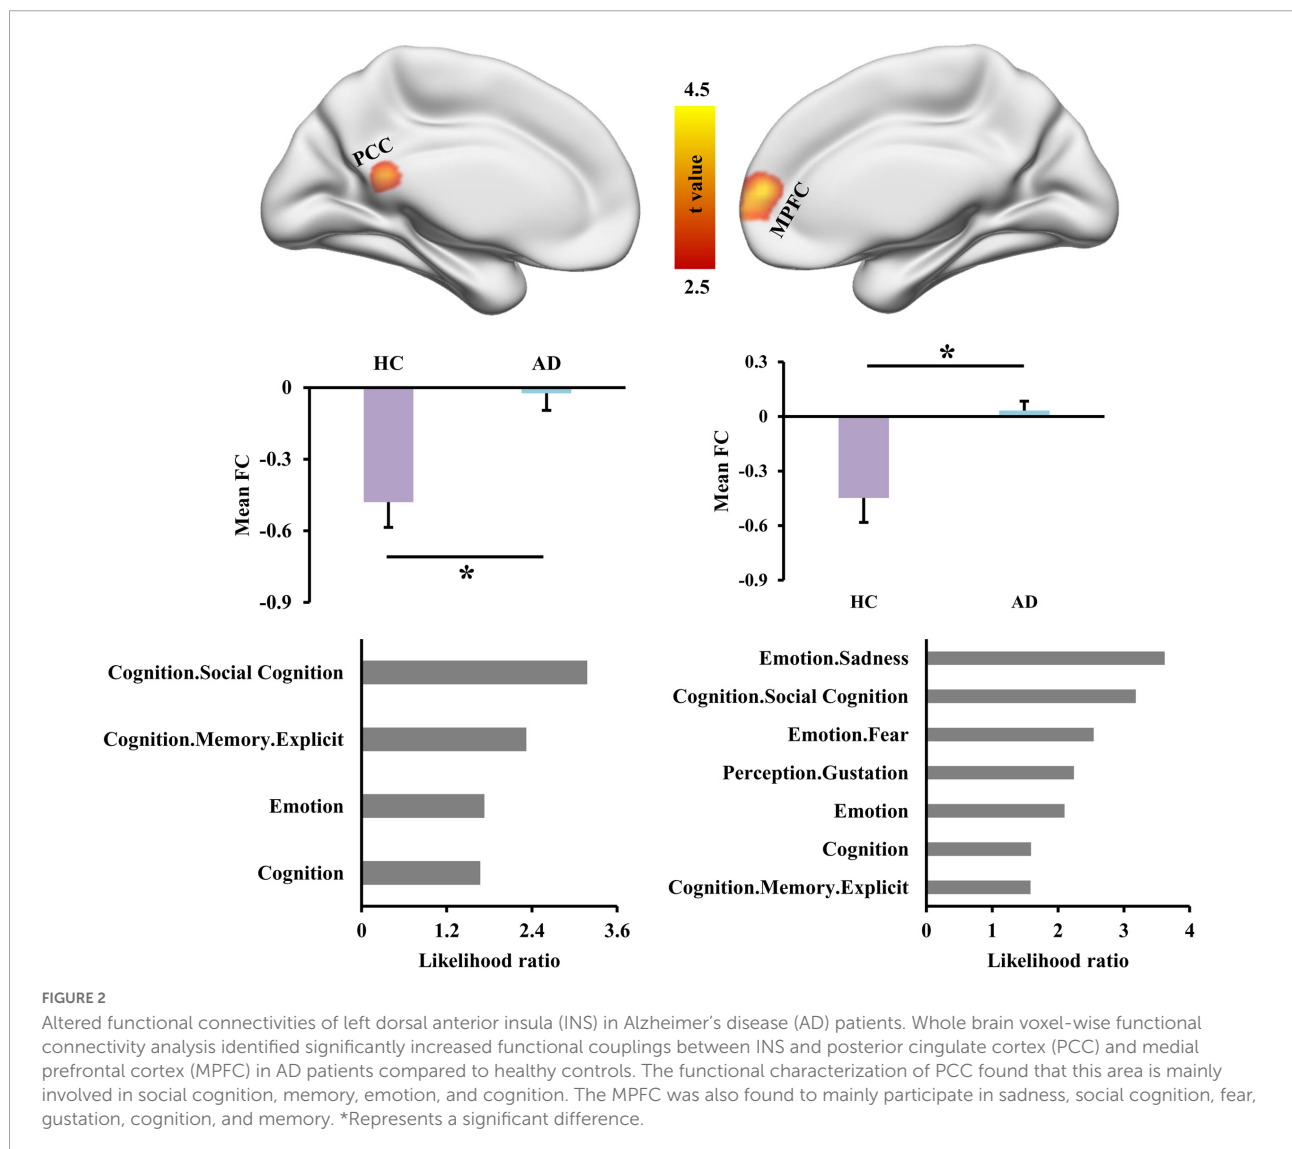 PCC
4.5
t value
2.5
MPFC
HC
AD
0
-0.3
-0.6
-0.9
Mean FC
*
0.3
0
-0.3
-0.6
-0.9
Mean FC
*
HC
AD
Cognition.Social Cognition
Cognition.Memory.Explicit
Emotion
Cognition
0
1.2
2.4
3.6
Likelihood ratio
Emotion.Sadness
Cognition.Social Cognition
Emotion.Fear
Perception.Gustation
Emotion
Cognition
Cognition.Memory.Explicit
0
1
2
3
4
Likelihood ratio
FIGURE 2
Altered functional connectivities of left dorsal anterior insula (INS) in Alzheimer's disease (AD) patients. Whole brain voxel-wise functional
connectivity analysis identified significantly increased functional couplings between INS and posterior cingulate cortex (PCC) and medial
prefrontal cortex (MPFC) in AD patients compared to healthy controls. The functional characterization of PCC found that this area is mainly
involved in social cognition, memory, emotion, and cognition. The MPFC was also found to mainly participate in sadness, social cognition, fear,
gustation, cognition, and memory. *Represents a significant difference.